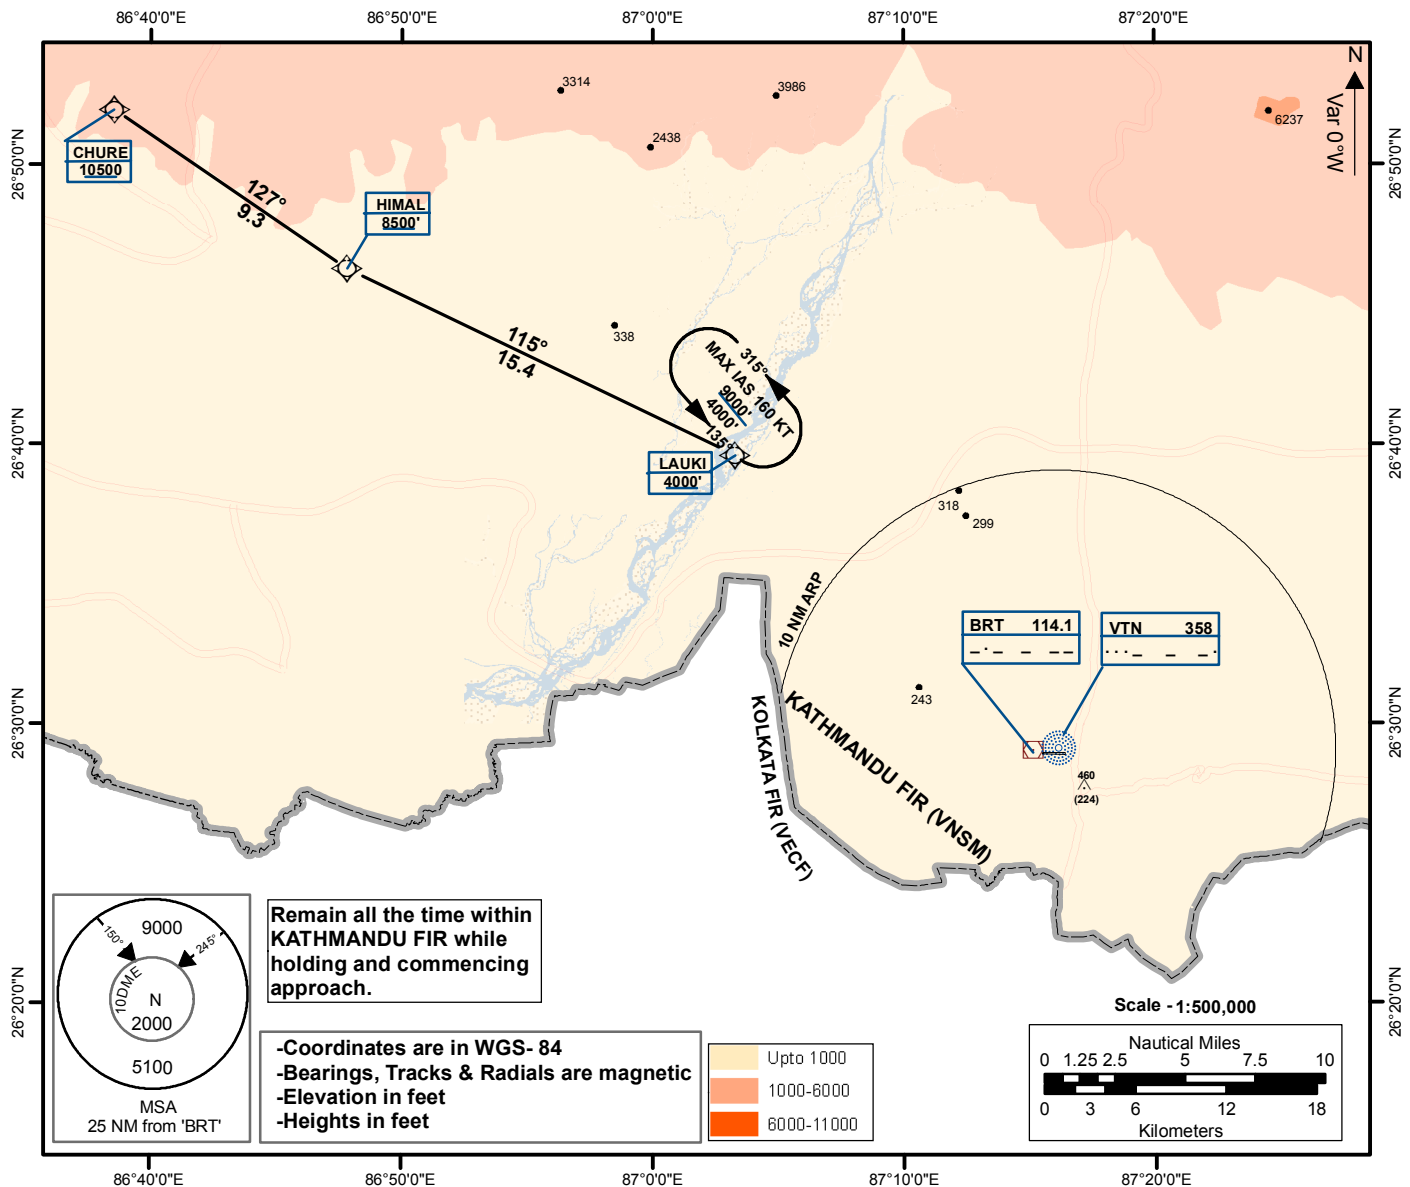 86°40'0"E
86°50'0"E
87°0'0"E
87°10'0"E
87°20'0"E
N
Var 0°W
3314
3986
6237
2438
26°50'0"N
26°50'0"N
CHURE
10500
127°
9.3
HIMAL
8500'
338
115°
15.4
315°
MAX IAS 160 KT
9000'
4000'
135°
26°40'0"N
26°40'0"N
LAUKI
4000'
318
299
10 NM ARP
BRT 114.1
VTN 358
243
26°30'0"N
26°30'0"N
KOLKATA FIR (VECF)
KATHMANDU FIR (VNSM)
460
(224)
150°
9000
245°
10DME
N
2000
5100
MSA
25 NM from 'BRT'
Remain all the time within
KATHMANDU FIR while
holding and commencing
approach.
-Coordinates are in WGS- 84
-Bearings, Tracks & Radials are magnetic
-Elevation in feet
-Heights in feet
Upto 1000
1000-6000
6000-11000
26°20'0"N
26°20'0"N
Scale - 1:500,000
Nautical Miles
0 1.25 2.5 5 7.5 10
0 3 6 12 18
Kilometers
86°40'0"E
86°50'0"E
87°0'0"E
87°10'0"E
87°20'0"E